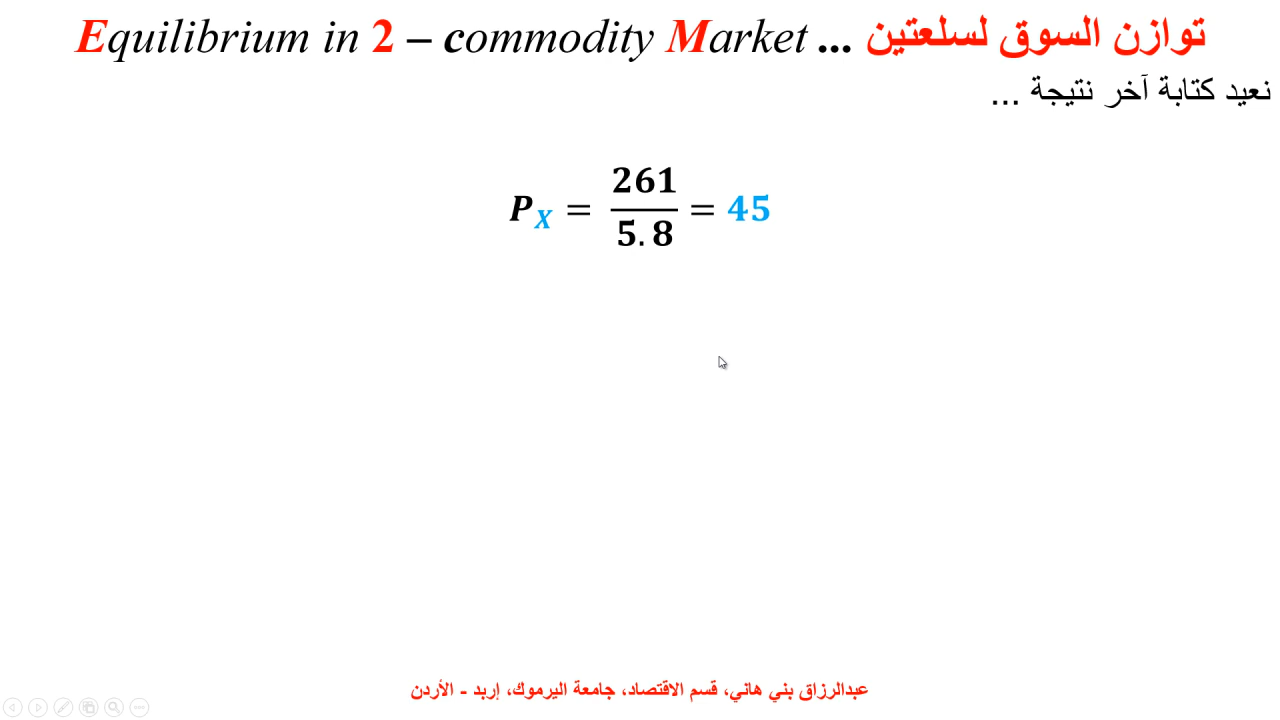 Equilibrium in 2 – commodity Market ... توازن السوق لسلعتين
نعيد كتابة آخر نتيجة ...
P_X = 261/5.8 = 45
عبدالرزاق بني هاني، قسم الاقتصاد، جامعة اليرموك، إربد - الأردن